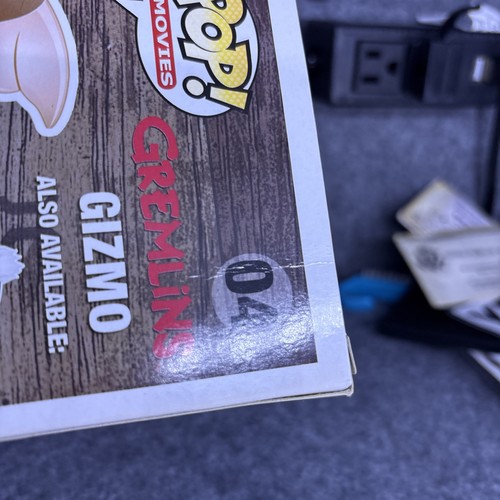 POP!
MOVIES
GREMLINS
04
GIZMO
ALSO AVAILABLE: